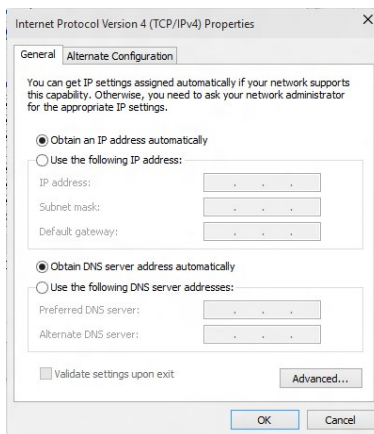 Internet Protocol Version 4 (TCP/IPv4) Properties
General
Alternate Configuration
You can get IP settings assigned automatically if your network supports
this capability. Otherwise, you need to ask your network administrator
for the appropriate IP settings.
Obtain an IP address automatically
Use the following IP address:
IP address:
Subnet mask:
Default gateway:
Obtain DNS server address automatically
Use the following DNS server addresses:
Preferred DNS server:
Alternate DNS server:
Validate settings upon exit
Advanced...
OK
Cancel